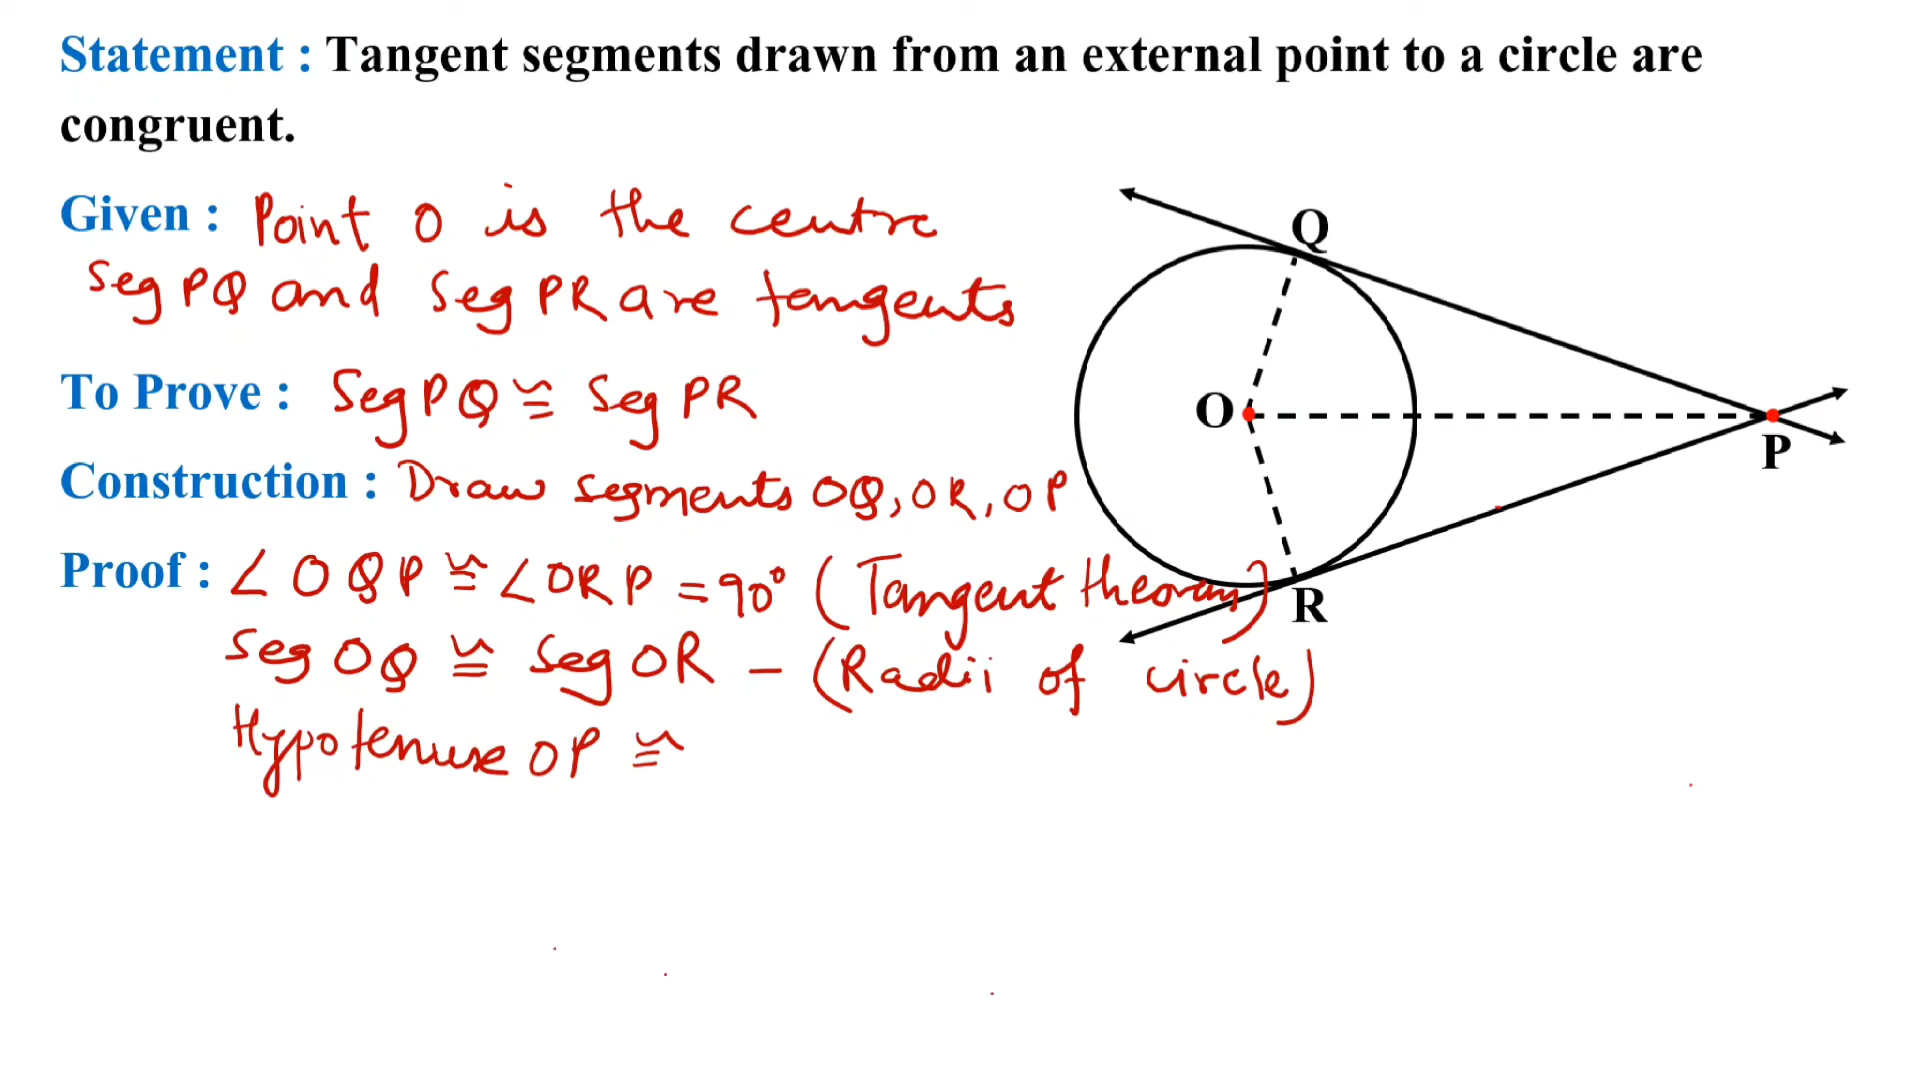 Statement : Tangent segments drawn from an external point to a circle are
congruent.
Given : Point O is the centre
seg PQ and seg PR are tangents
To Prove : Seg PQ ≅ seg PR
Construction : Draw segments OQ, OR, OP
Proof : ∠OQP ≅ ∠ORP = 90° (Tangent theorem)
seg OQ ≅ seg OR - (Radii of circle)
Hypotenuse OP ≅
Q
O
P
R